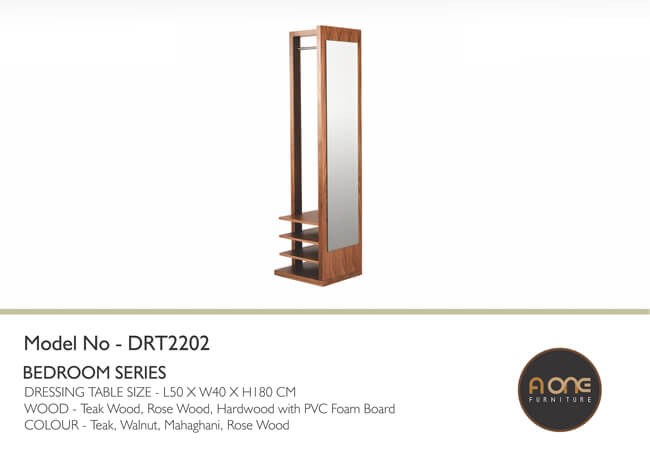 Model No - DRT2202
BEDROOM SERIES
DRESSING TABLE SIZE - L50 X W40 X H180 CM
WOOD - Teak Wood, Rose Wood, Hardwood with PVC Foam Board
COLOUR - Teak, Walnut, Mahaghani, Rose Wood
A ONE
FURNITURE